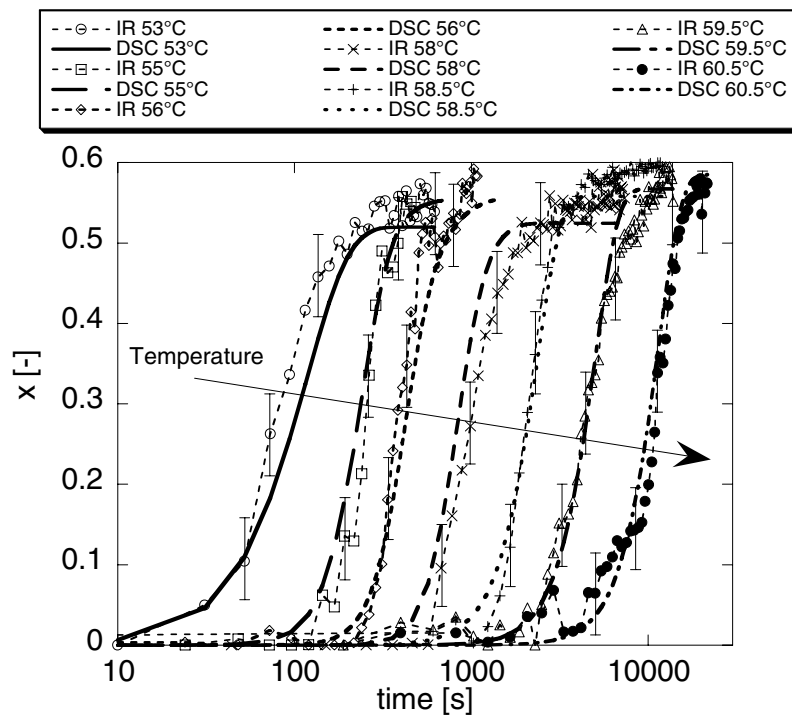 IR 53°C
DSC 53°C
IR 55°C
DSC 55°C
IR 56°C
DSC 56°C
IR 58°C
DSC 58°C
IR 58.5°C
DSC 58.5°C
IR 59.5°C
DSC 59.5°C
IR 60.5°C
DSC 60.5°C
0.6
0.5
0.4
0.3
0.2
0.1
0
x [-]
Temperature
10 100 1000 10000
time [s]